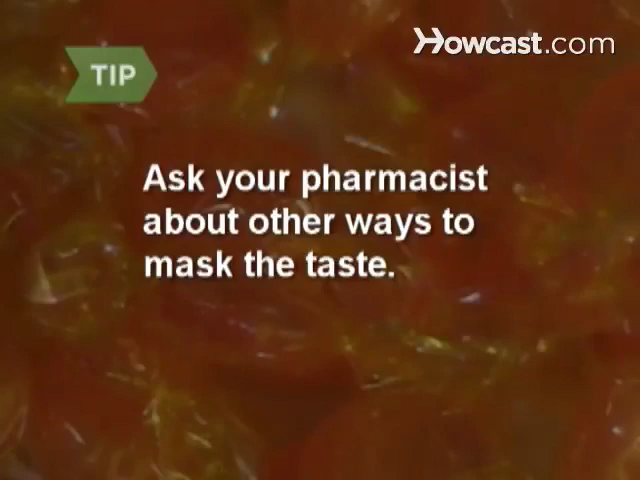 Howcast.com
TIP
Ask your pharmacist
about other ways to
mask the taste.